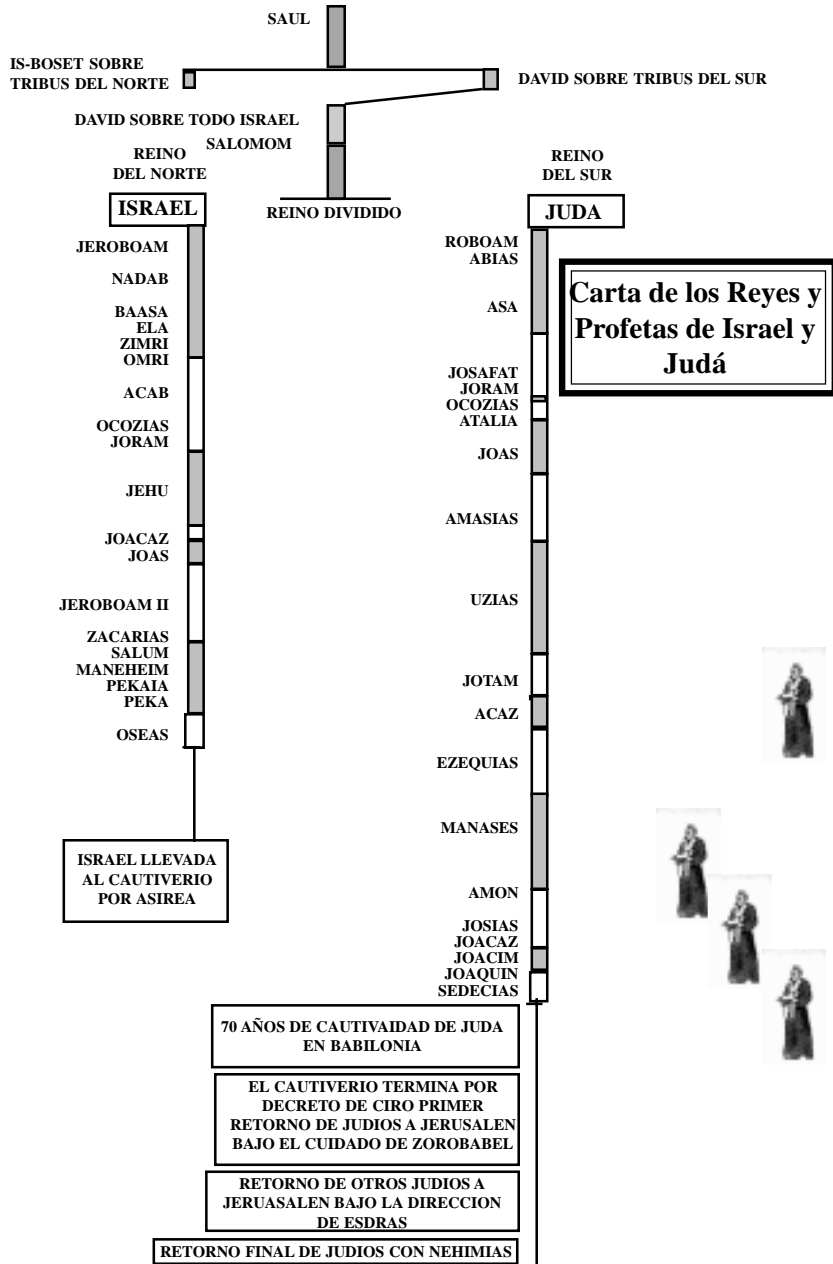 SAUL
IS-BOSET SOBRE
TRIBUS DEL NORTE
DAVID SOBRE TRIBUS DEL SUR
DAVID SOBRE TODO ISRAEL
SALOMOM
REINO
DEL NORTE
REINO
DEL SUR
ISRAEL
REINO DIVIDIDO
JUDA
JEROBOAM
NADAB
BAASA
ELA
ZIMRI
OMRI
ACAB
OCOZIAS
JORAM
JEHU
JOACAZ
JOAS
JEROBOAM II
ZACARIAS
SALUM
MANEHEIM
PEKAIA
PEKA
OSEAS
ISRAEL LLEVADA
AL CAUTIVERIO
POR ASIREA
ROBOAM
ABIAS
ASA
JOSAFAT
JORAM
OCOZIAS
ATALIA
JOAS
AMASIAS
UZIAS
JOTAM
ACAZ
EZEQUIAS
MANASES
AMON
JOSIAS
JOACAZ
JOACIM
JOAQUIN
SEDECIAS
Carta de los Reyes y
Profetas de Israel y
Judá
70 AÑOS DE CAUTIVAIDAD DE JUDA
EN BABILONIA
EL CAUTIVERIO TERMINA POR
DECRETO DE CIRO PRIMER
RETORNO DE JUDIOS A JERUSALEN
BAJO EL CUIDADO DE ZOROBABEL
RETORNO DE OTROS JUDIOS A
JERUASALEN BAJO LA DIRECCION
DE ESDRAS
RETORNO FINAL DE JUDIOS CON NEHIMIAS